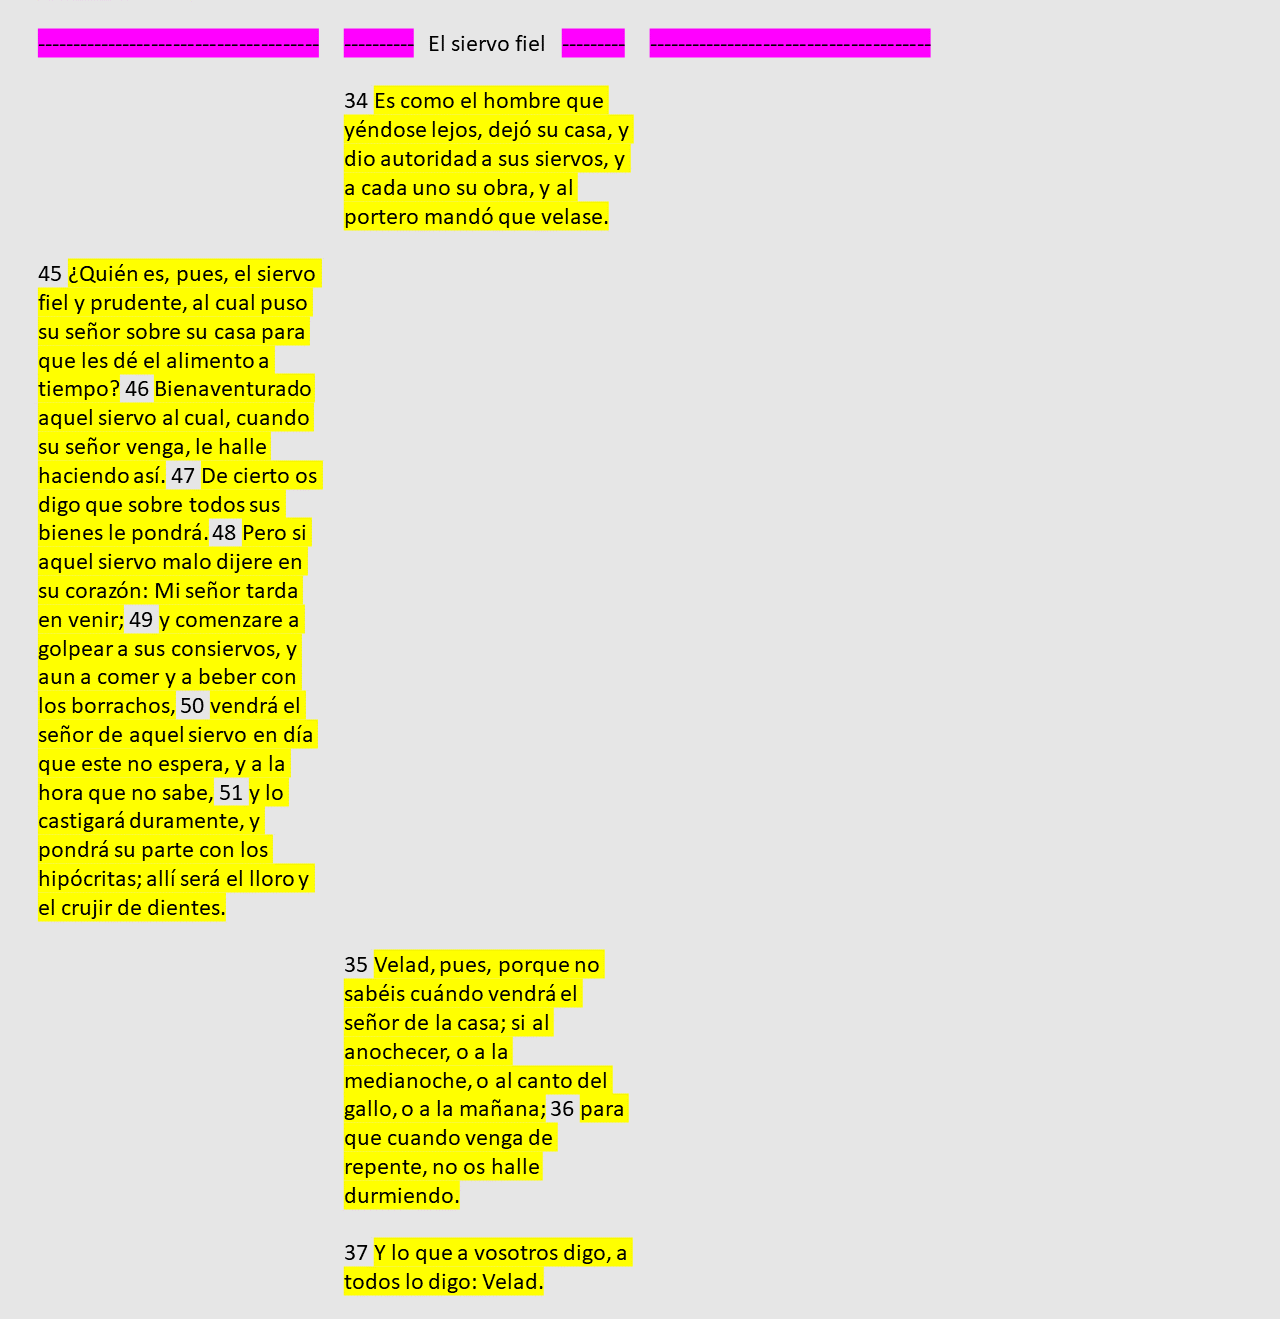 El siervo fiel
34 Es como el hombre que
yéndose lejos, dejó su casa, y
dio autoridad a sus siervos, y
a cada uno su obra, y al
portero mandó que velase.
45 ¿Quién es, pues, el siervo
fiel y prudente, al cual puso
su señor sobre su casa para
que les dé el alimento a
tiempo? 46 Bienaventurado
aquel siervo al cual, cuando
su señor venga, le halle
haciendo así. 47 De cierto os
digo que sobre todos sus
bienes le pondrá. 48 Pero si
aquel siervo malo dijere en
su corazón: Mi señor tarda
en venir; 49 y comenzare a
golpear a sus consiervos, y
aun a comer y a beber con
los borrachos, 50 vendrá el
señor de aquel siervo en día
que este no espera, y a la
hora que no sabe, 51 y lo
castigará duramente, y
pondrá su parte con los
hipócritas; allí será el lloro y
el crujir de dientes.
35 Velad, pues, porque no
sabéis cuándo vendrá el
señor de la casa; si al
anochecer, o a la
medianoche, o al canto del
gallo, o a la mañana; 36 para
que cuando venga de
repente, no os halle
durmiendo.
37 Y lo que a vosotros digo, a
todos lo digo: Velad.